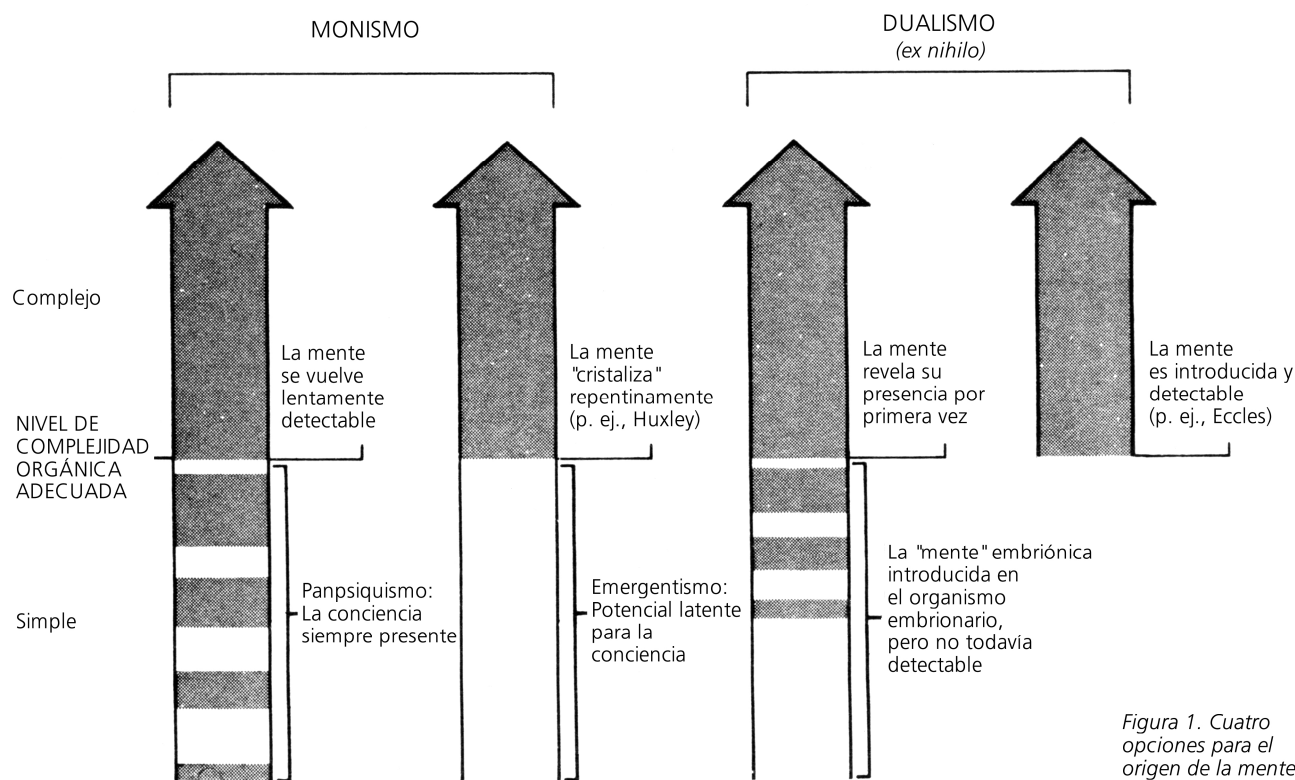 MONISMO
DUALISMO
(ex nihilo)
Complejo
La mente
se vuelve
lentamente
detectable
La mente
"cristaliza"
repentinamente
(p. ej., Huxley)
La mente
revela su
presencia por
primera vez
La mente
es introducida y
detectable
(p. ej., Eccles)
NIVEL DE
COMPLEJIDAD
ORGÁNICA
ADECUADA
Simple
Panpsiquismo:
La conciencia
siempre presente
Emergentismo:
Potencial latente
para la
conciencia
La "mente" embriónica
introducida en
el organismo
embrionario,
pero no todavía
detectable
Figura 1. Cuatro
opciones para el
origen de la mente